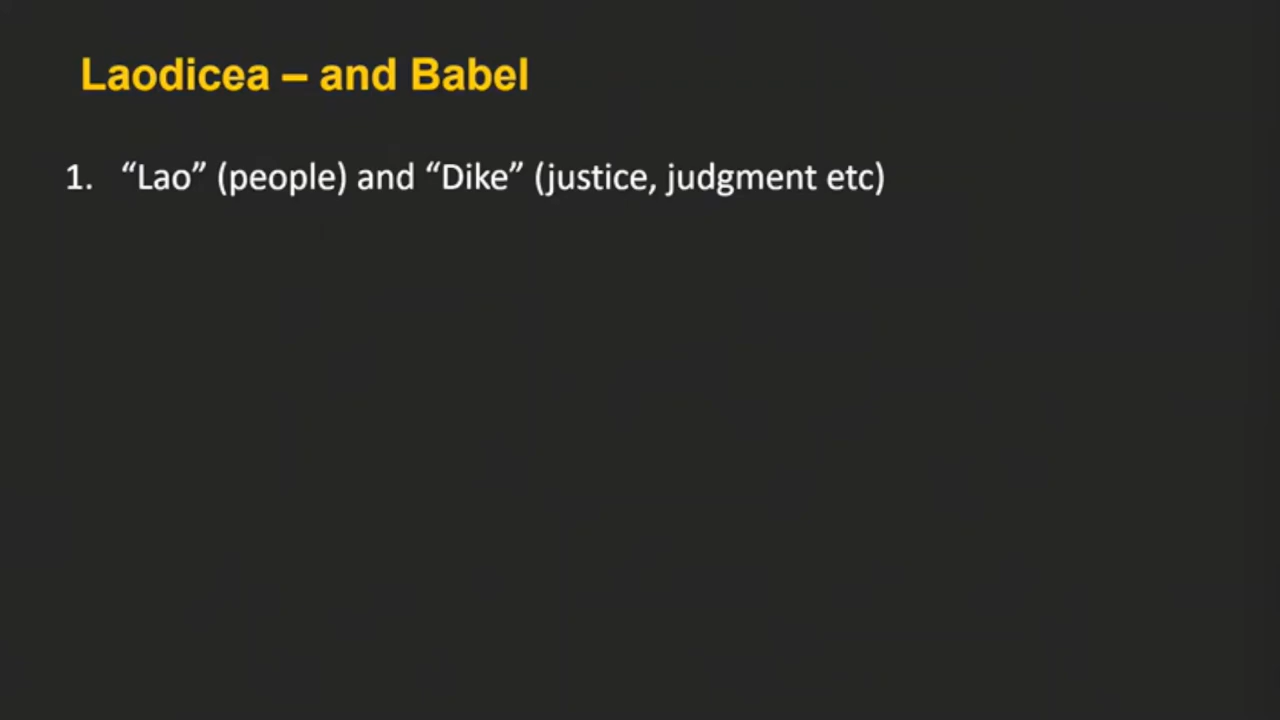 Laodicea – and Babel
1. “Lao” (people) and “Dike” (justice, judgment etc)